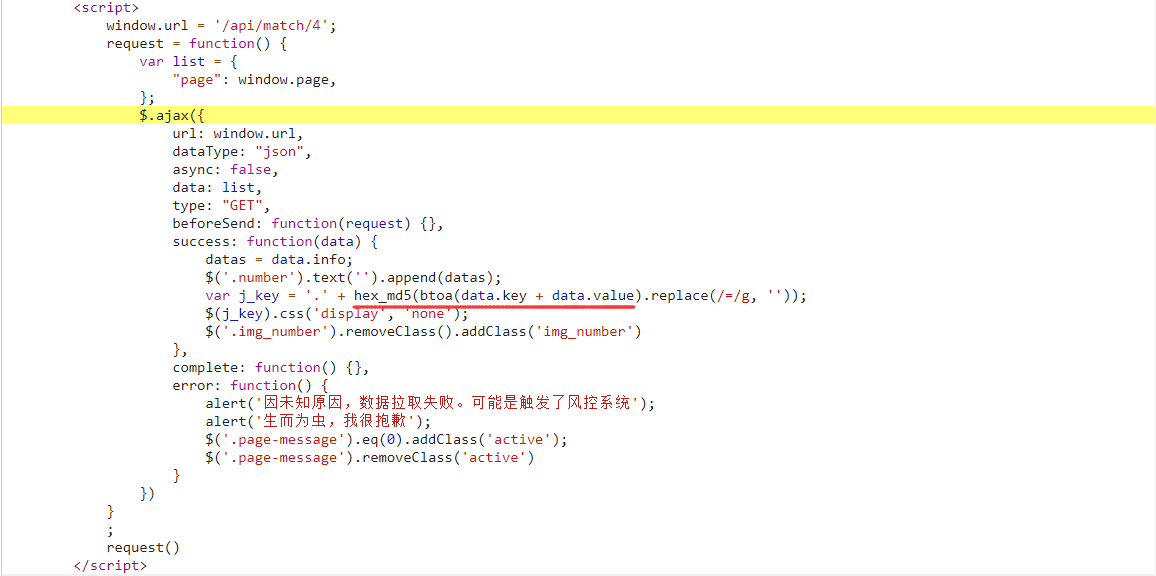 <script>
window.url = '/api/match/4';
request = function() {
var list = {
"page": window.page,
};
$.ajax({
url: window.url,
dataType: "json",
async: false,
data: list,
type: "GET",
beforeSend: function(request) {},
success: function(data) {
datas = data.info;
$('.number').text('').append(datas);
var j_key = '.' + hex_md5(btoa(data.key + data.value).replace(/=/g, ''));
$(j_key).css('display', 'none');
$('.img_number').removeClass().addClass('img_number')
},
complete: function() {},
error: function() {
alert('因未知原因，数据拉取失败。可能是触发了风控系统');
alert('生而为虫，我很抱歉');
$('.page-message').eq(0).addClass('active');
$('.page-message').removeClass('active')
}
})
}
;
request()
</script>